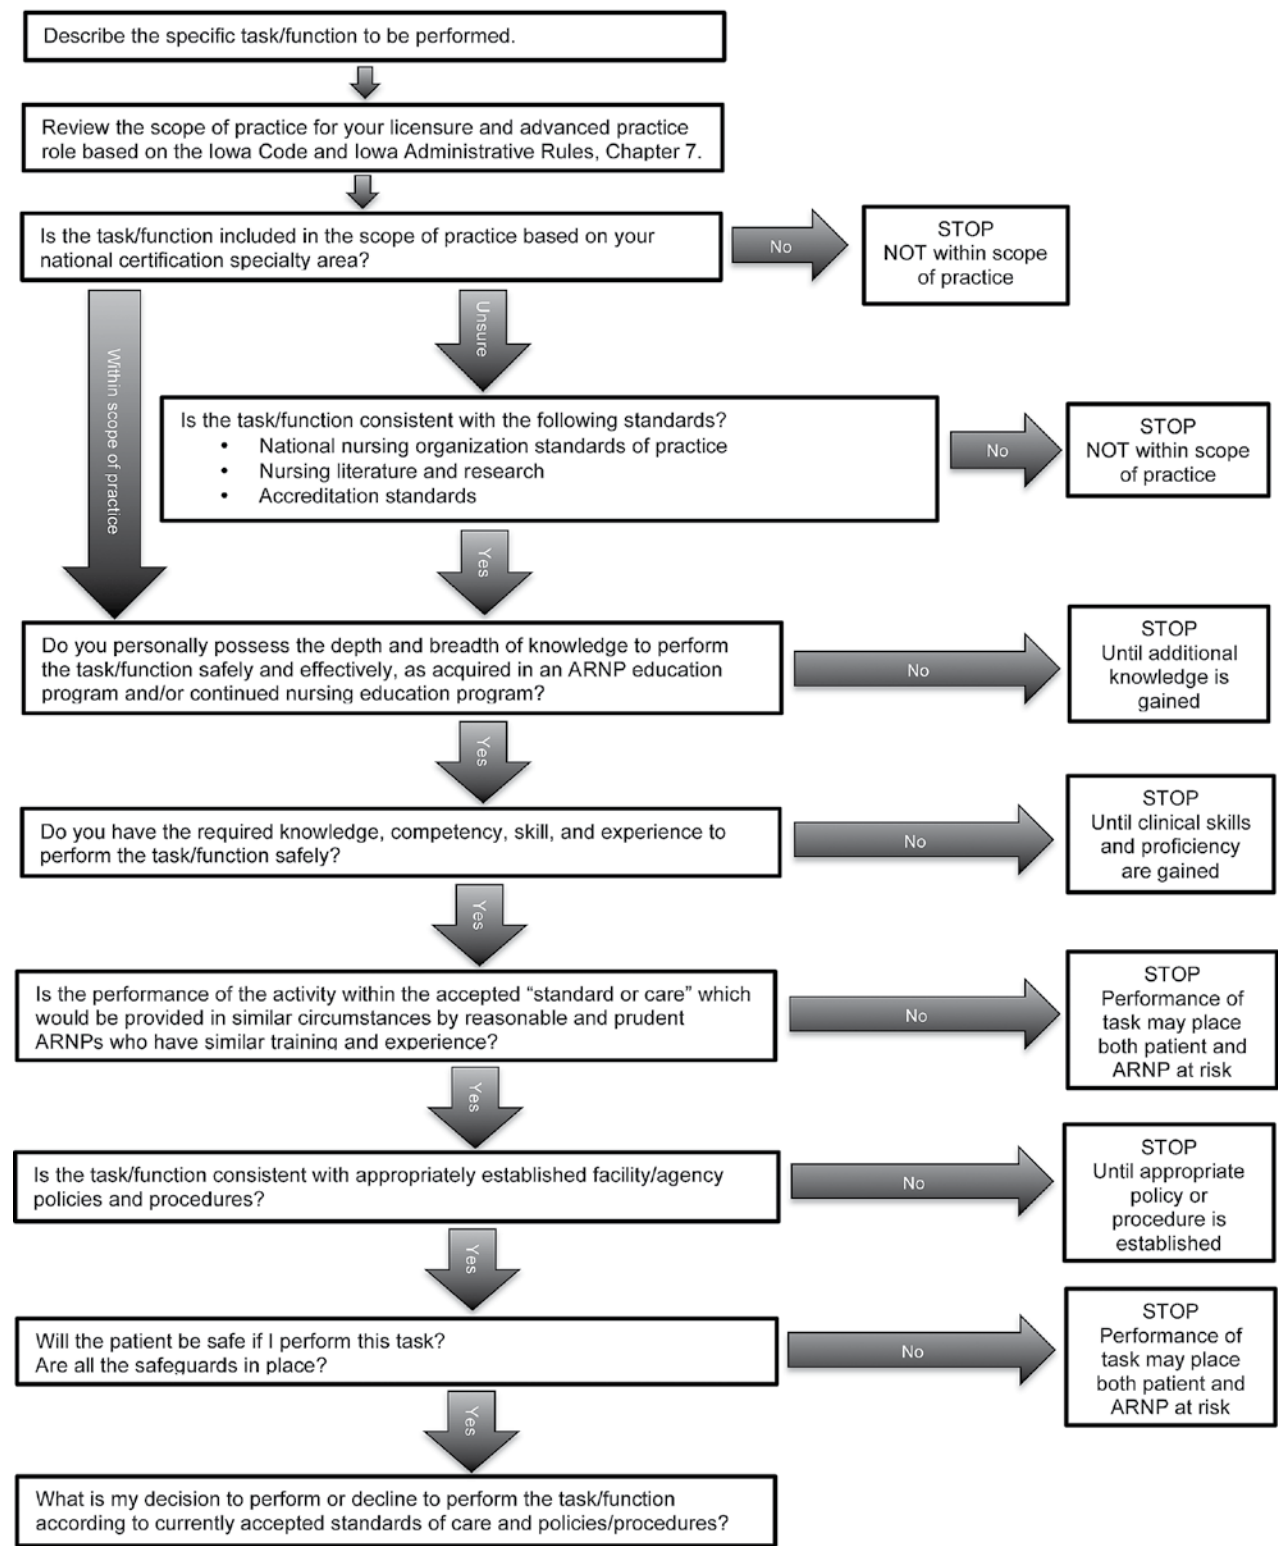 Describe the specific task/function to be performed.
Review the scope of practice for your licensure and advanced practice
role based on the Iowa Code and Iowa Administrative Rules, Chapter 7.
Is the task/function included in the scope of practice based on your
national certification specialty area?
No
STOP
NOT within scope
of practice
Within scope of practice
Unsure
Is the task/function consistent with the following standards?
• National nursing organization standards of practice
• Nursing literature and research
• Accreditation standards
No
STOP
NOT within scope
of practice
Yes
Do you personally possess the depth and breadth of knowledge to perform
the task/function safely and effectively, as acquired in an ARNP education
program and/or continued nursing education program?
No
STOP
Until additional
knowledge is
gained
Yes
Do you have the required knowledge, competency, skill, and experience to
perform the task/function safely?
No
STOP
Until clinical skills
and proficiency
are gained
Yes
Is the performance of the activity within the accepted “standard or care” which
would be provided in similar circumstances by reasonable and prudent
ARNPs who have similar training and experience?
No
STOP
Performance of
task may place
both patient and
ARNP at risk
Yes
Is the task/function consistent with appropriately established facility/agency
policies and procedures?
No
STOP
Until appropriate
policy or
procedure is
established
Yes
Will the patient be safe if I perform this task?
Are all the safeguards in place?
No
STOP
Performance of
task may place
both patient and
ARNP at risk
Yes
What is my decision to perform or decline to perform the task/function
according to currently accepted standards of care and policies/procedures?